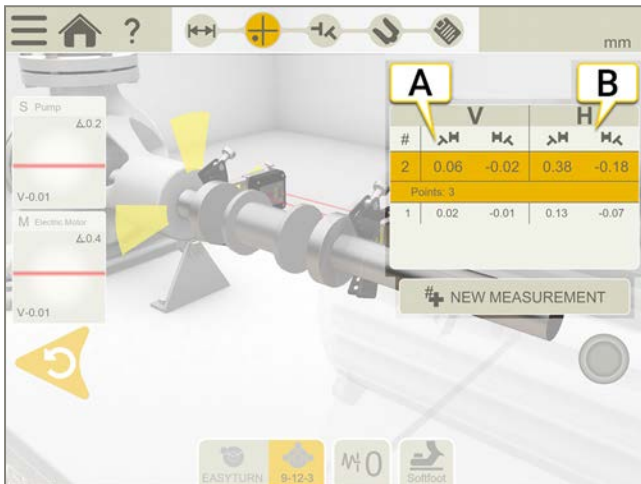 ?
mm
A
B
S Pump
∡0.2
V-0.01
M Electric Motor
∡0.4
V-0.01
V H
#
2 0.06 -0.02 0.38 -0.18
Points: 3
1 0.02 -0.01 0.13 -0.07
# NEW MEASUREMENT
EASYTURN
9-12-3
0
Softfoot